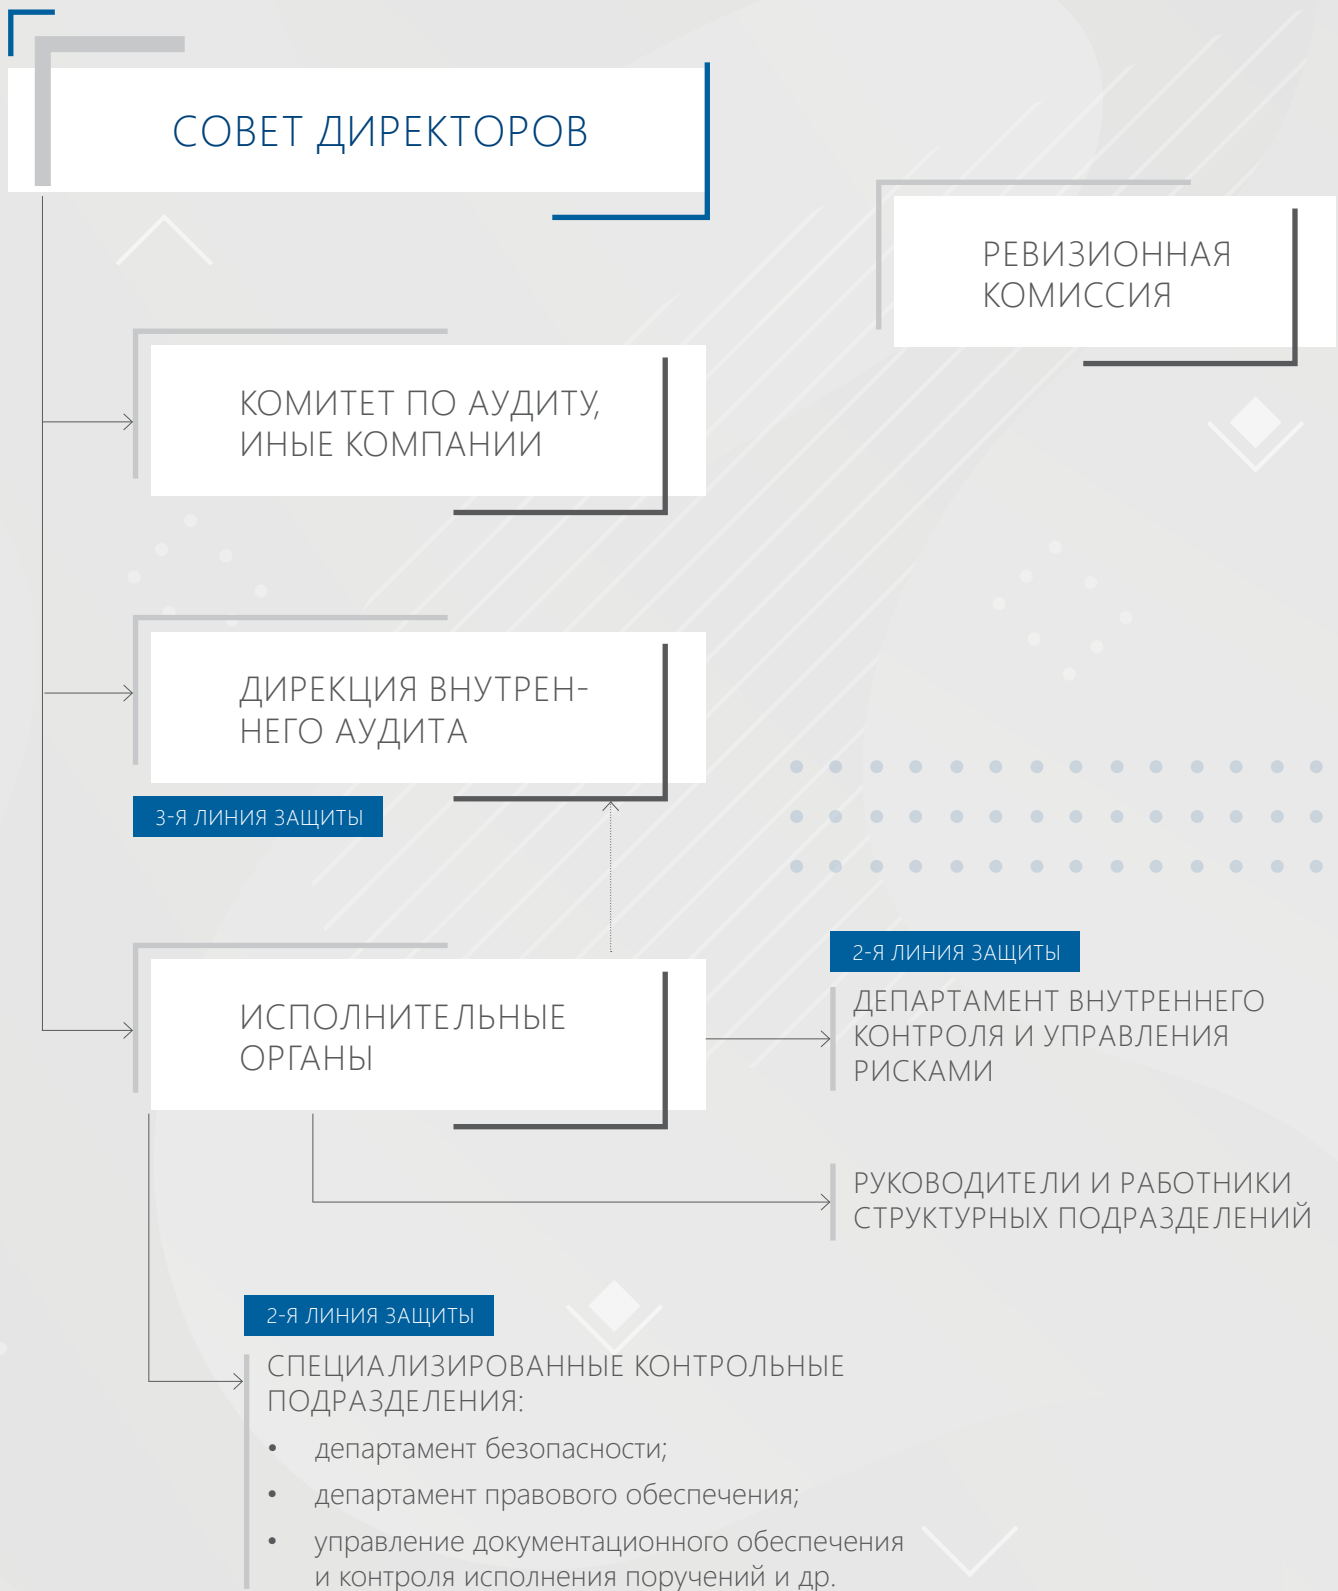 СОВЕТ ДИРЕКТОРОВ
РЕВИЗИОННАЯ
КОМИССИЯ
КОМИТЕТ ПО АУДИТУ,
ИНЫЕ КОМПАНИИ
ДИРЕКЦИЯ ВНУТРЕН-
НЕГО АУДИТА
3-Я ЛИНИЯ ЗАЩИТЫ
ИСПОЛНИТЕЛЬНЫЕ
ОРГАНЫ
2-Я ЛИНИЯ ЗАЩИТЫ
ДЕПАРТАМЕНТ ВНУТРЕННЕГО
КОНТРОЛЯ И УПРАВЛЕНИЯ
РИСКАМИ
РУКОВОДИТЕЛИ И РАБОТНИКИ
СТРУКТУРНЫХ ПОДРАЗДЕЛЕНИЙ
2-Я ЛИНИЯ ЗАЩИТЫ
СПЕЦИАЛИЗИРОВАННЫЕ КОНТРОЛЬНЫЕ
ПОДРАЗДЕЛЕНИЯ:
• департамент безопасности;
• департамент правового обеспечения;
• управление документационного обеспечения
и контроля исполнения поручений и др.